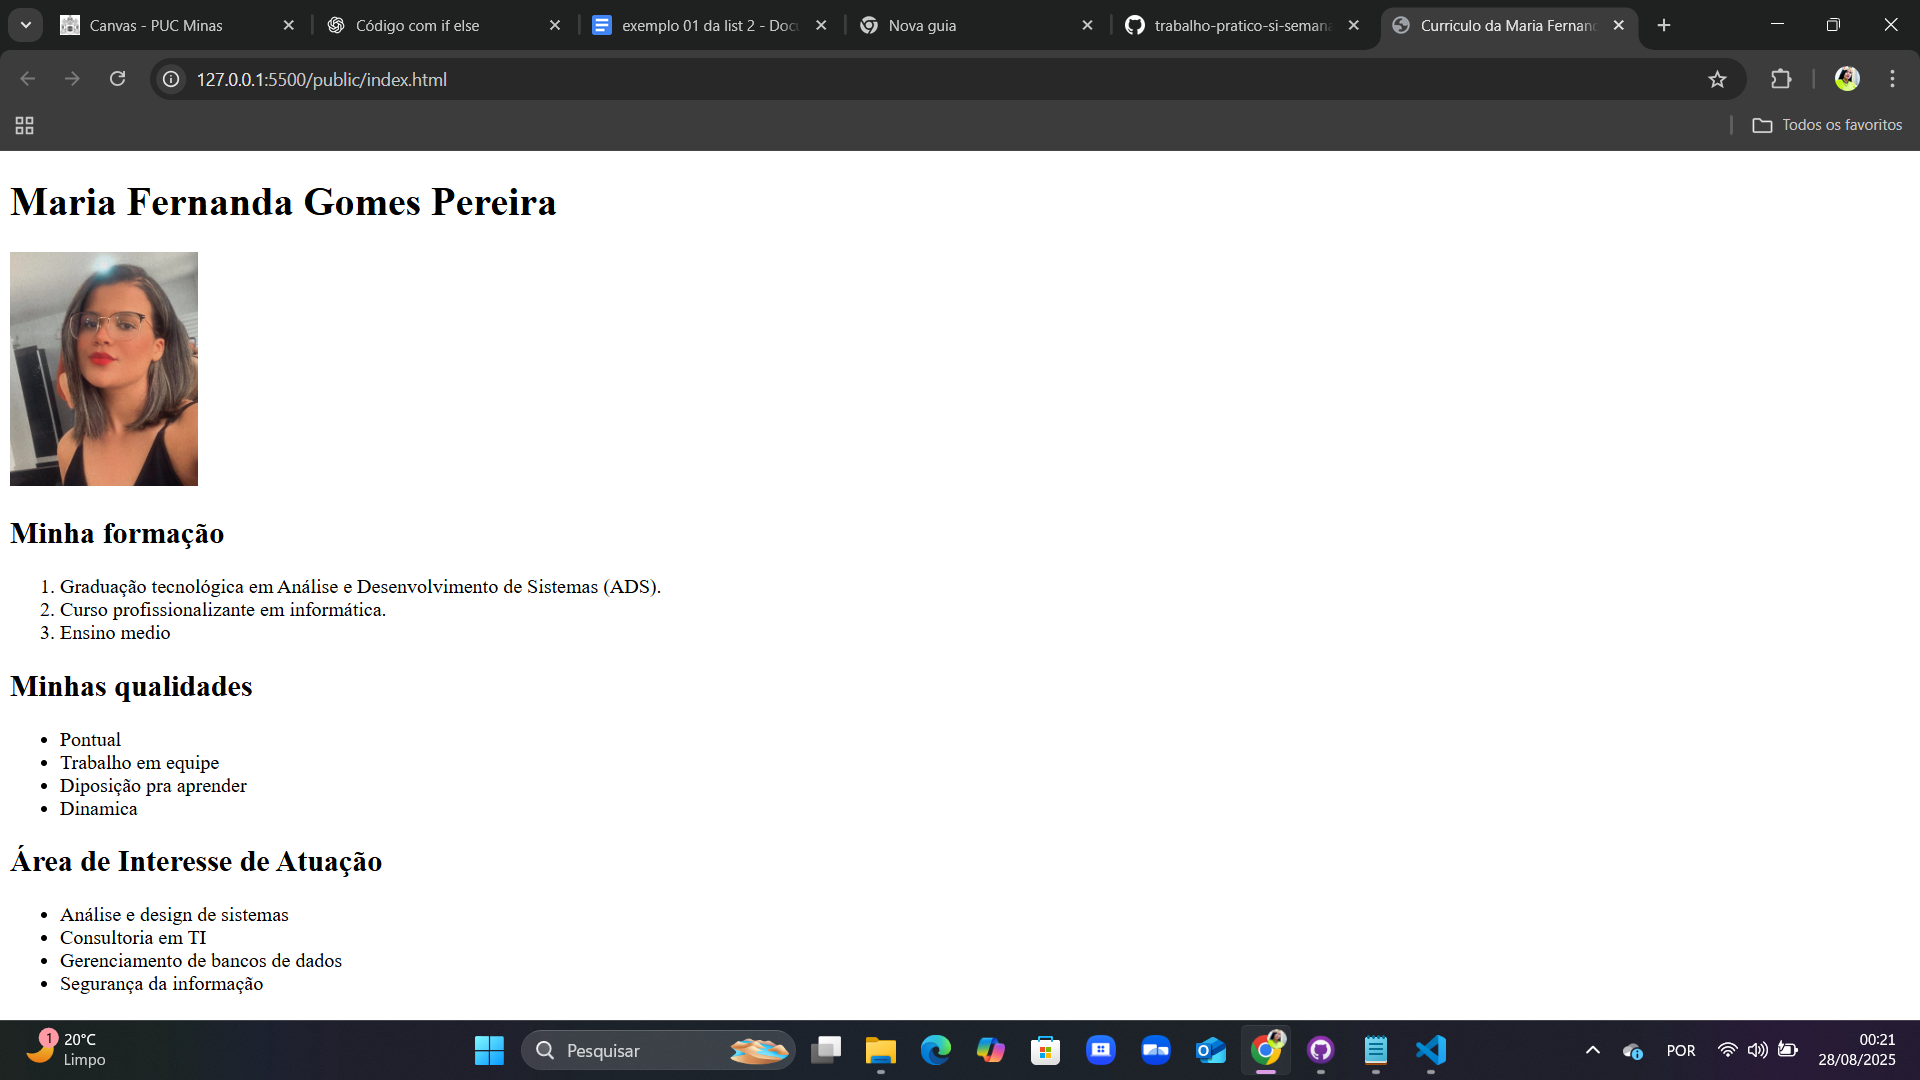 Canvas - PUC Minas
Código com if else
exemplo 01 da list 2 - Doc
Nova guia
trabalho-pratico-si-semana
Curriculo da Maria Fernand
127.0.0.1:5500/public/index.html
Todos os favoritos
Maria Fernanda Gomes Pereira
Minha formação
1. Graduação tecnológica em Análise e Desenvolvimento de Sistemas (ADS).
2. Curso profissionalizante em informática.
3. Ensino medio
Minhas qualidades
• Pontual
• Trabalho em equipe
• Diposição pra aprender
• Dinamica
Área de Interesse de Atuação
• Análise e design de sistemas
• Consultoria em TI
• Gerenciamento de bancos de dados
• Segurança da informação
1
20°C
Limpo
Pesquisar
POR
00:21
28/08/2025